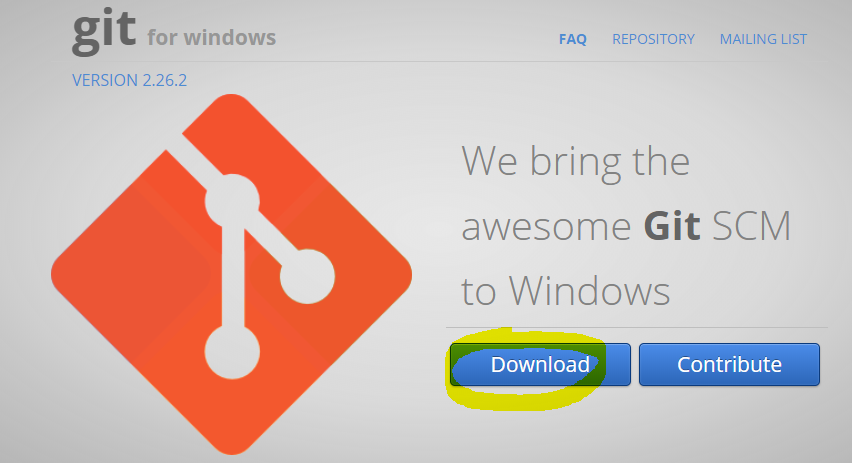 git for windows
FAQ REPOSITORY MAILING LIST
VERSION 2.26.2
We bring the
awesome Git SCM
to Windows
Download Contribute